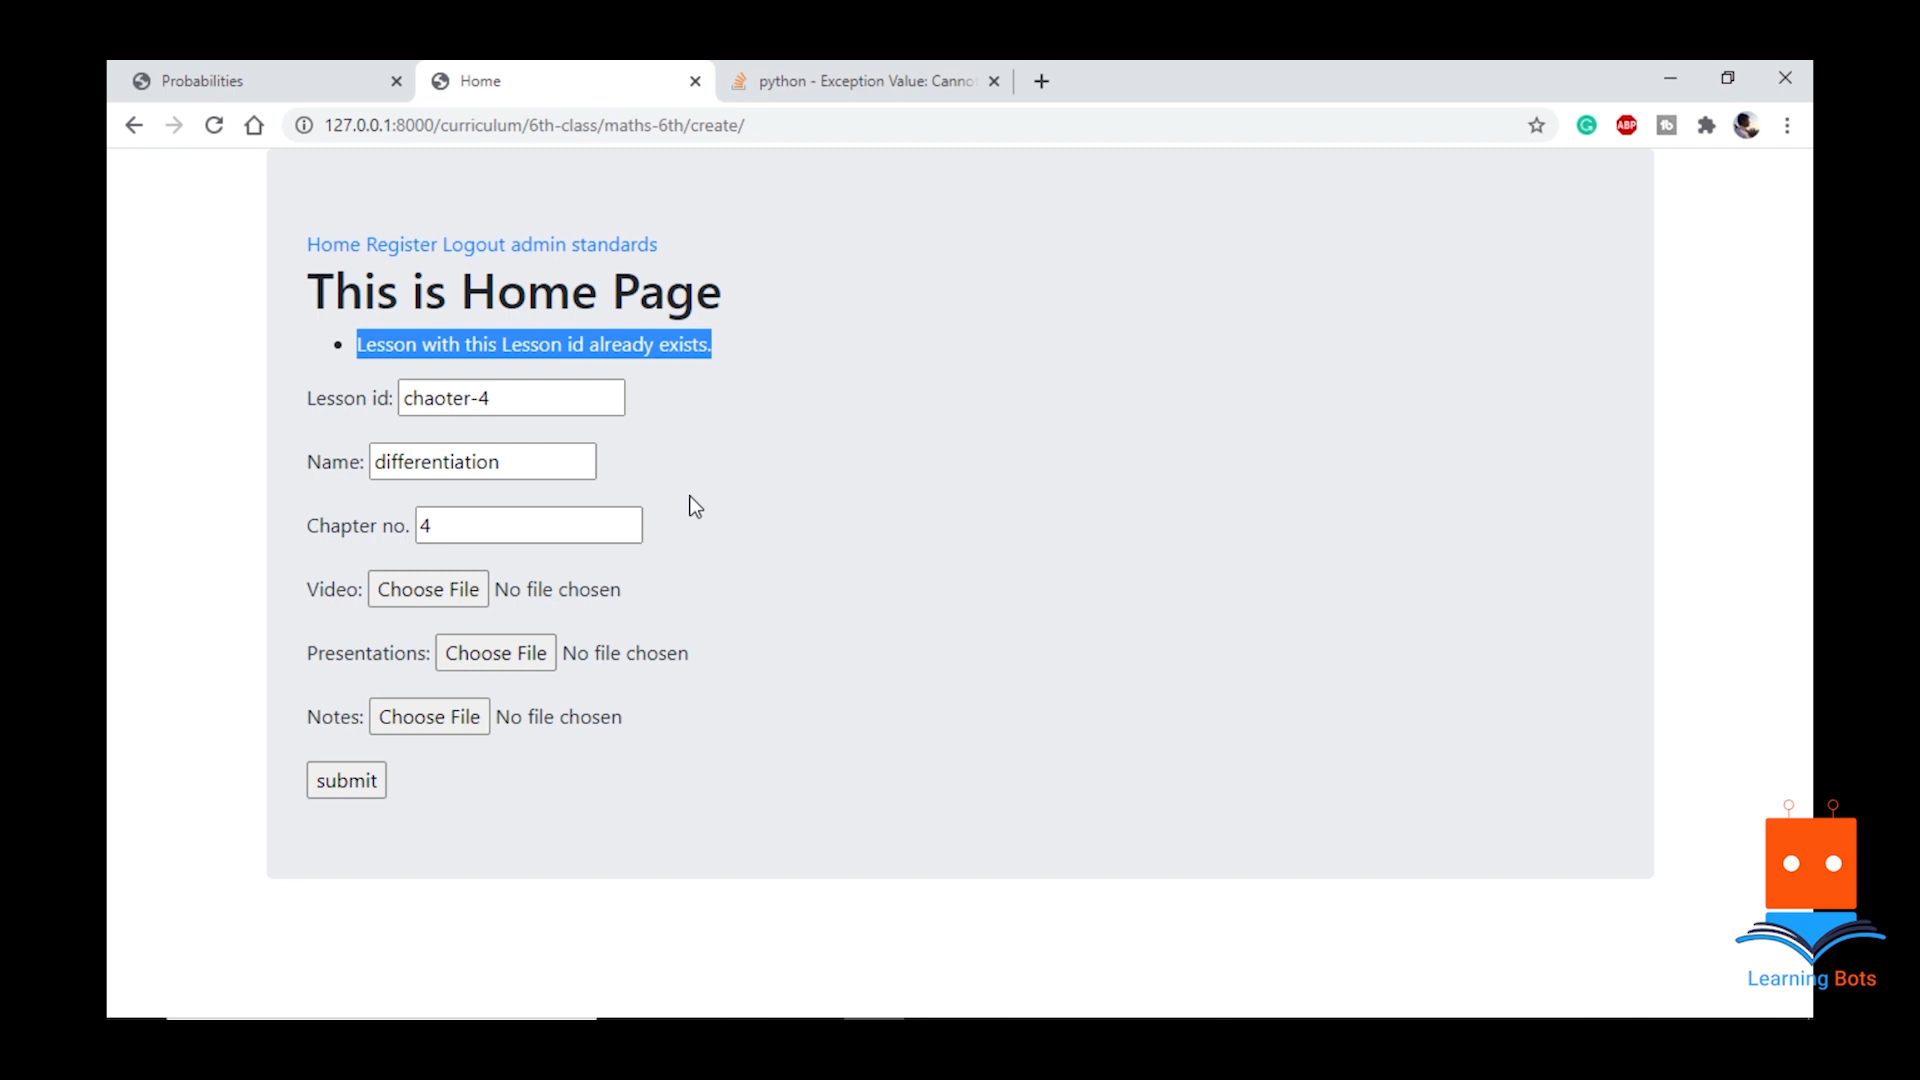 Probabilities
Home
python - Exception Value: Canno
127.0.0.1:8000/curriculum/6th-class/maths-6th/create/
ABP
Home Register Logout admin standards
This is Home Page
Lesson with this Lesson id already exists.
Lesson id: chaoter-4
Name: differentiation
Chapter no. 4
Video: Choose File No file chosen
Presentations: Choose File No file chosen
Notes: Choose File No file chosen
submit
Learning Bots